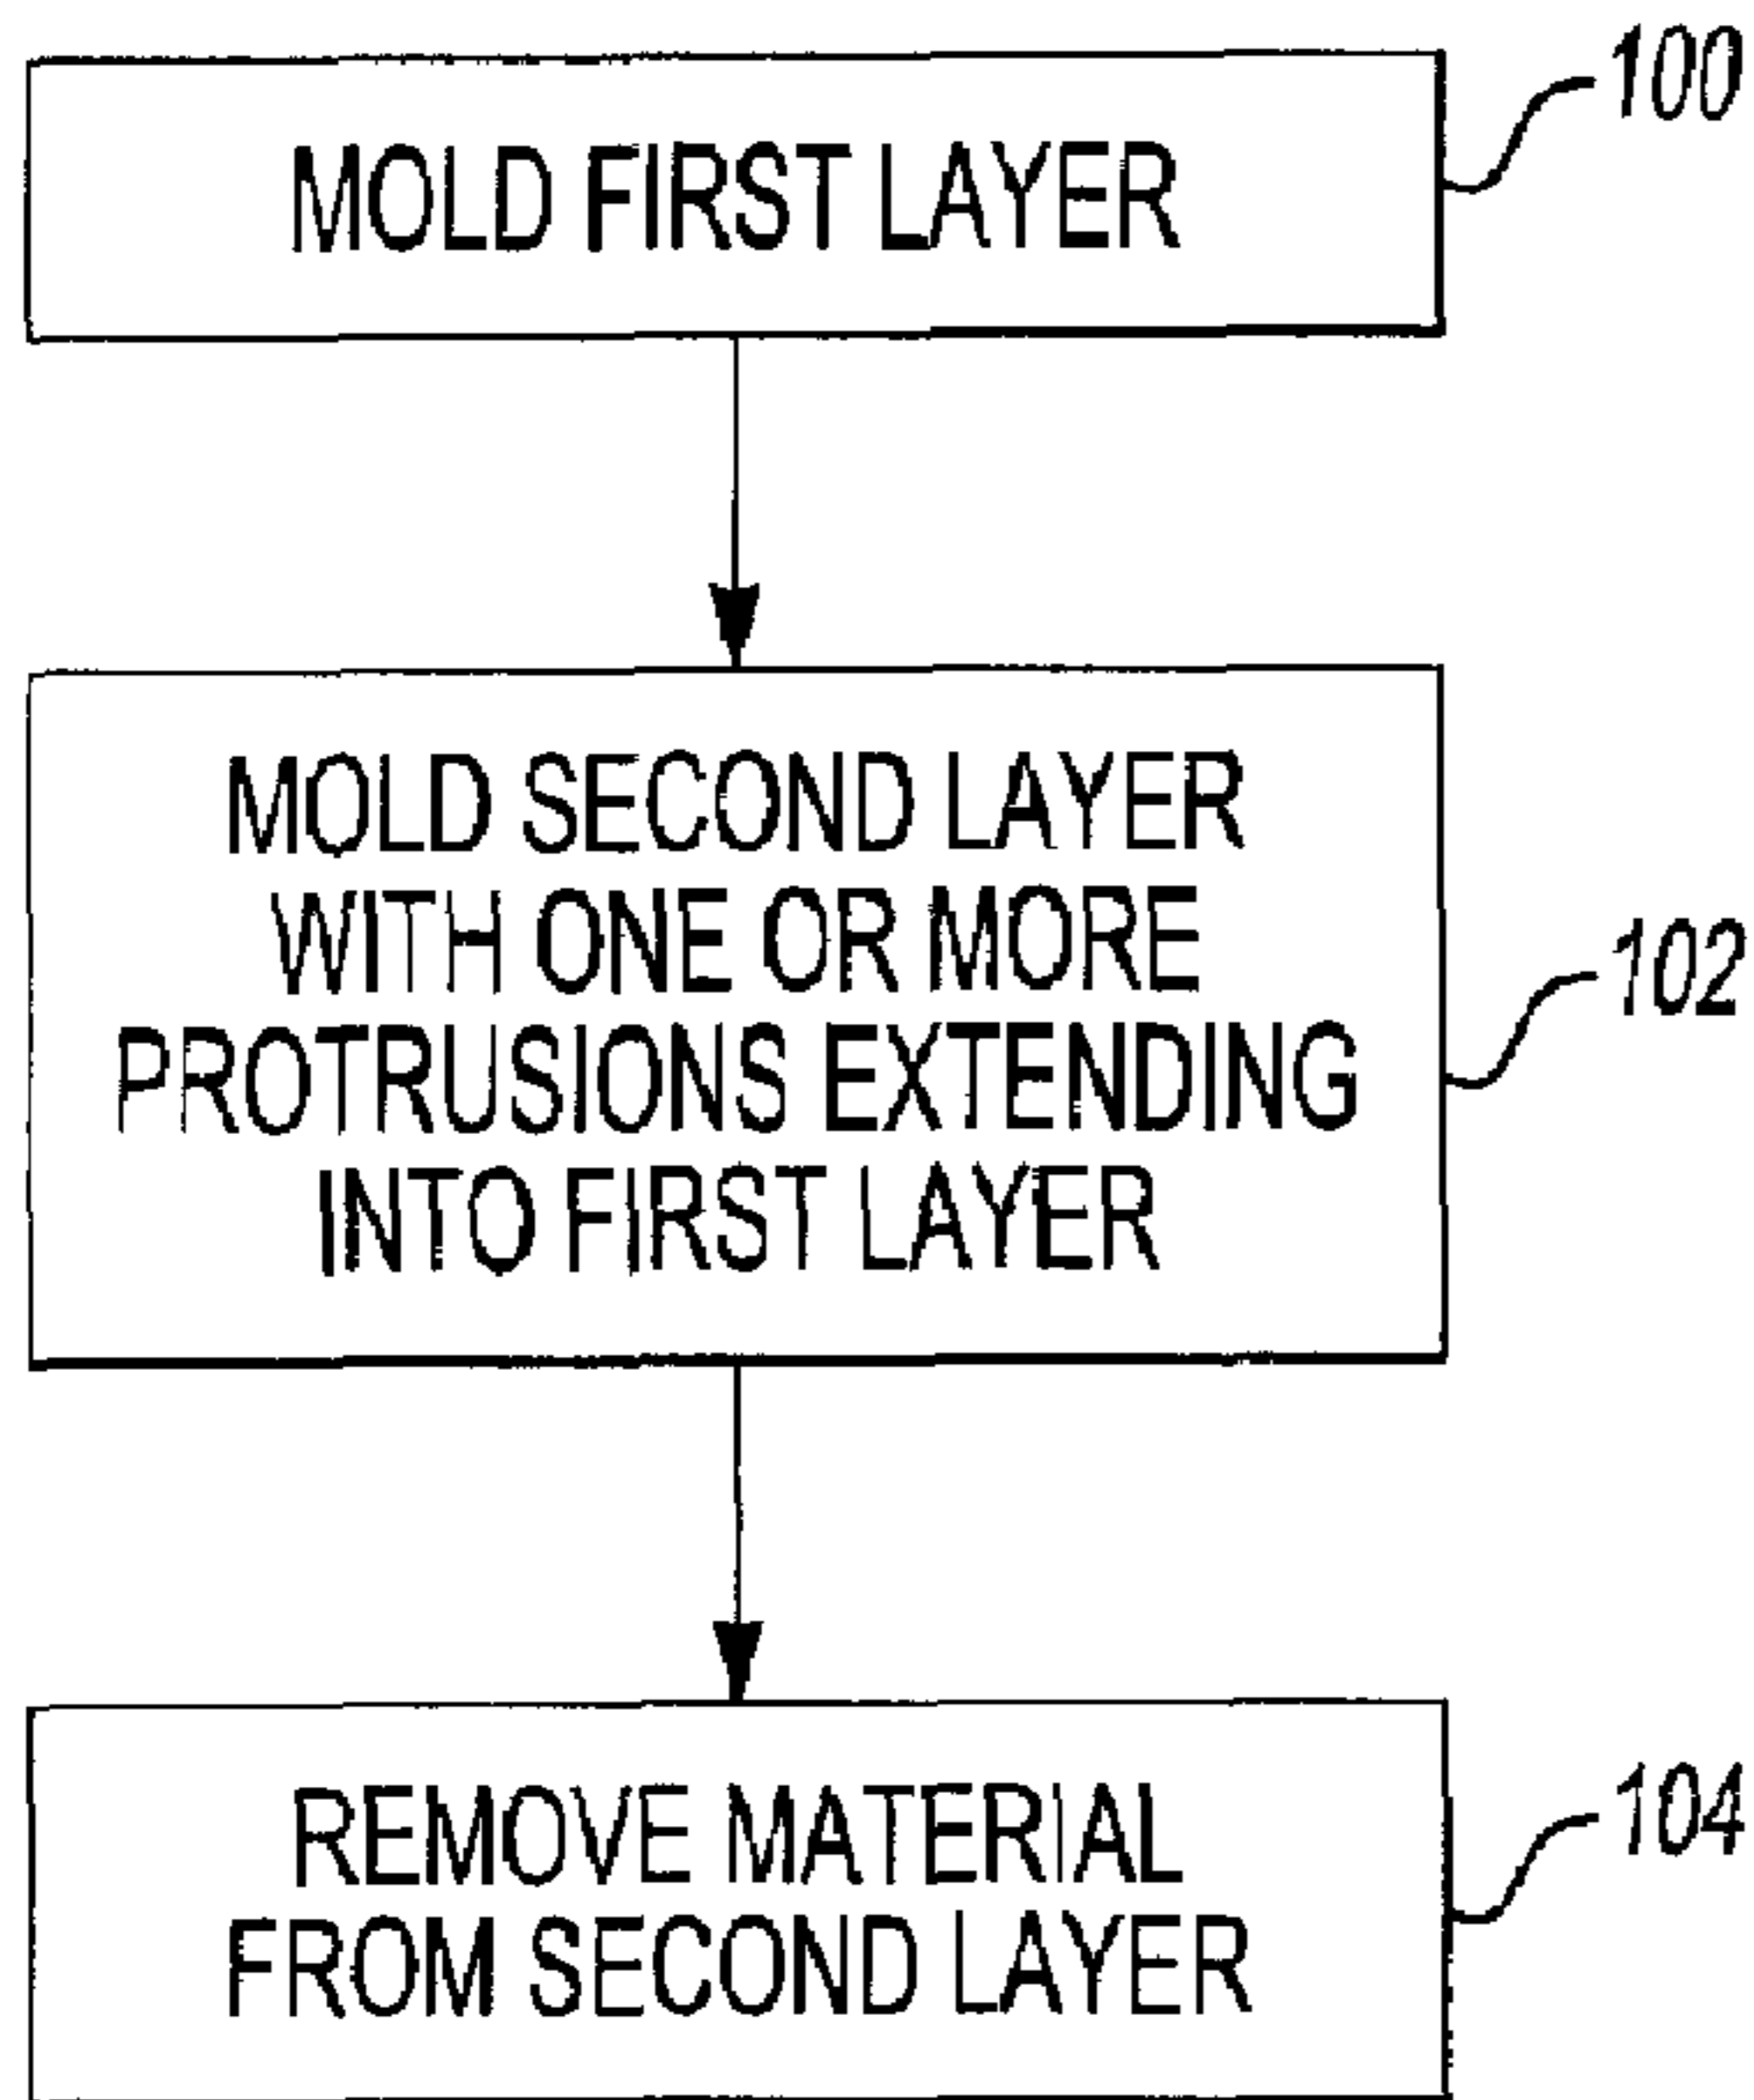 100
MOLD FIRST LAYER
MOLD SECOND LAYER
WITH ONE OR MORE
PROTRUSIONS EXTENDING
INTO FIRST LAYER
102
REMOVE MATERIAL
FROM SECOND LAYER
104